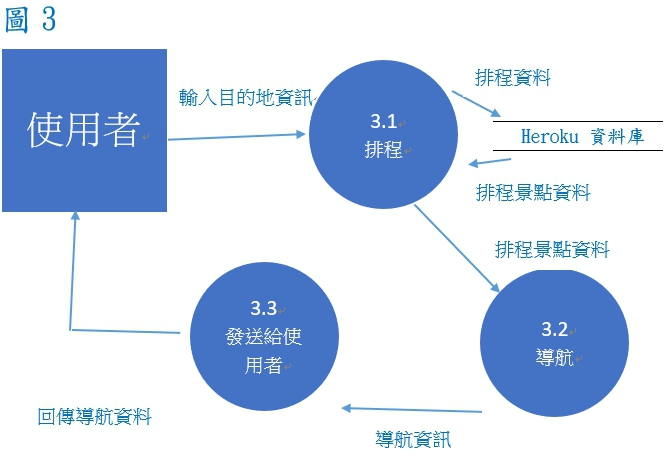 圖 3
使用者
輸入目的地資訊
3.1
排程
排程資料
Heroku 資料庫
排程景點資料
排程景點資料
3.2
導航
3.3
發送給使
用者
回傳導航資料
導航資訊